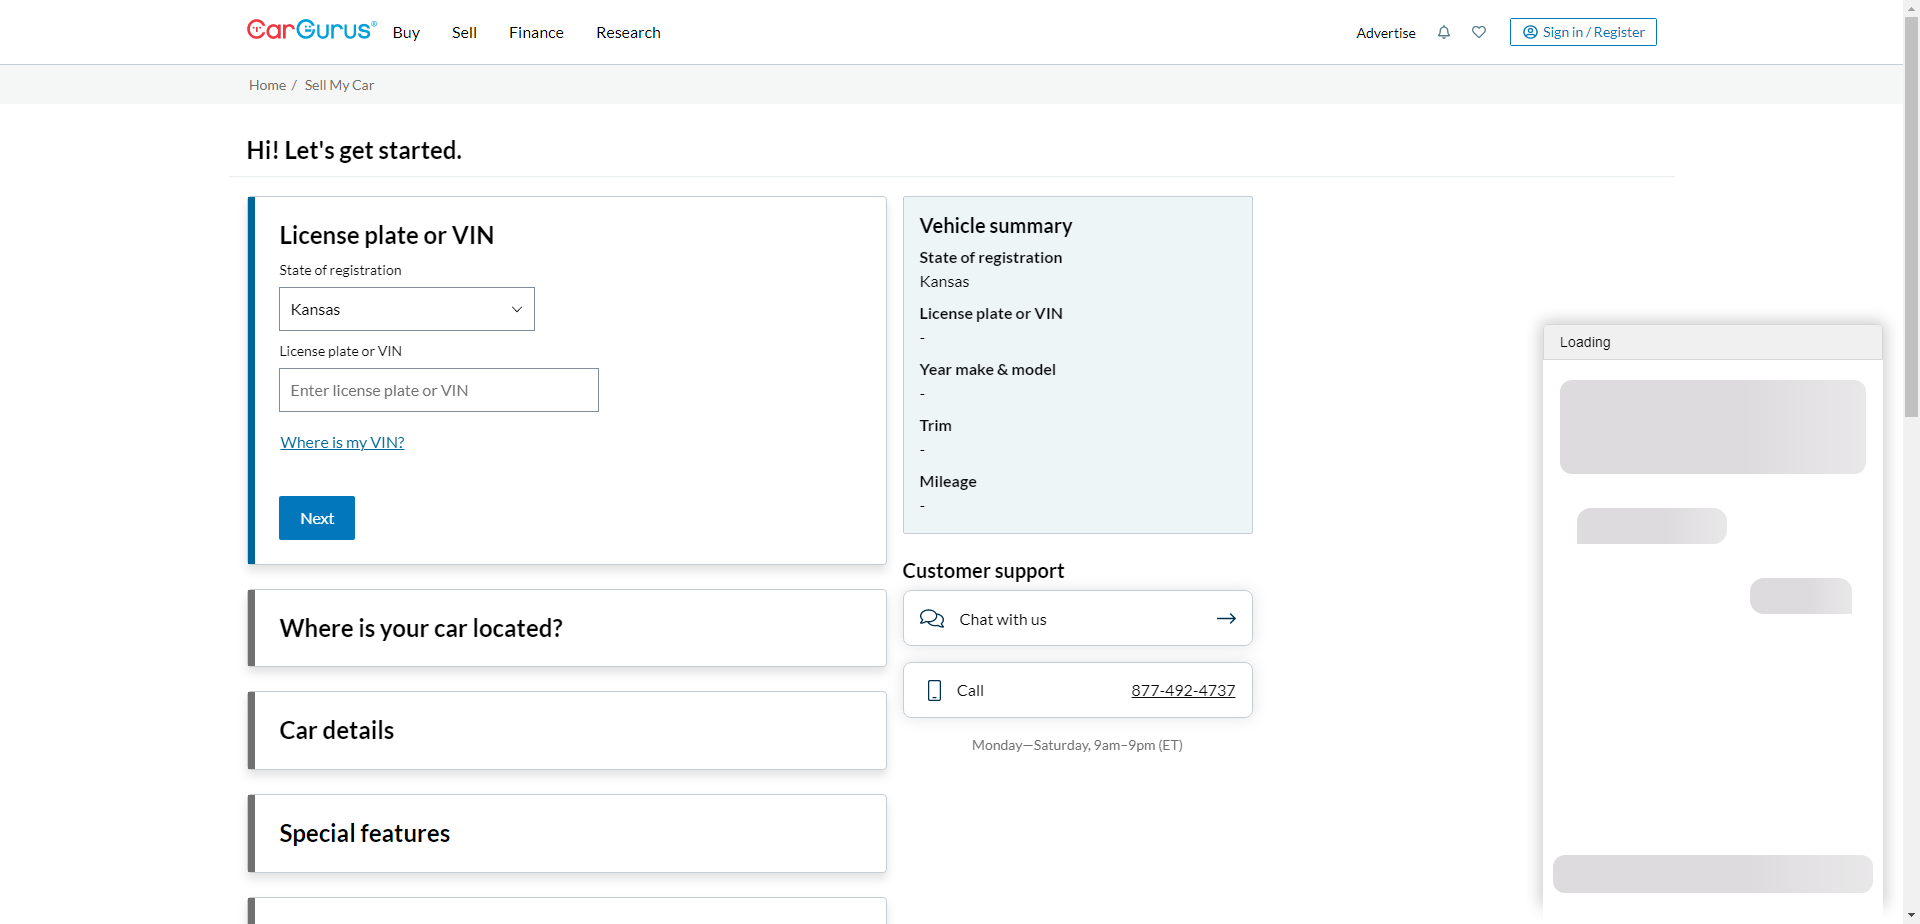 CarGurus®
Buy
Sell
Finance
Research
Advertise
Sign in / Register
Home / Sell My Car
Hi! Let's get started.
License plate or VIN
State of registration
Kansas
License plate or VIN
Enter license plate or VIN
Where is my VIN?
Next
Where is your car located?
Car details
Special features
Vehicle summary
State of registration
Kansas
License plate or VIN
-
Year make & model
-
Trim
-
Mileage
-
Customer support
Chat with us
Call
877-492-4737
Monday—Saturday, 9am–9pm (ET)
Loading